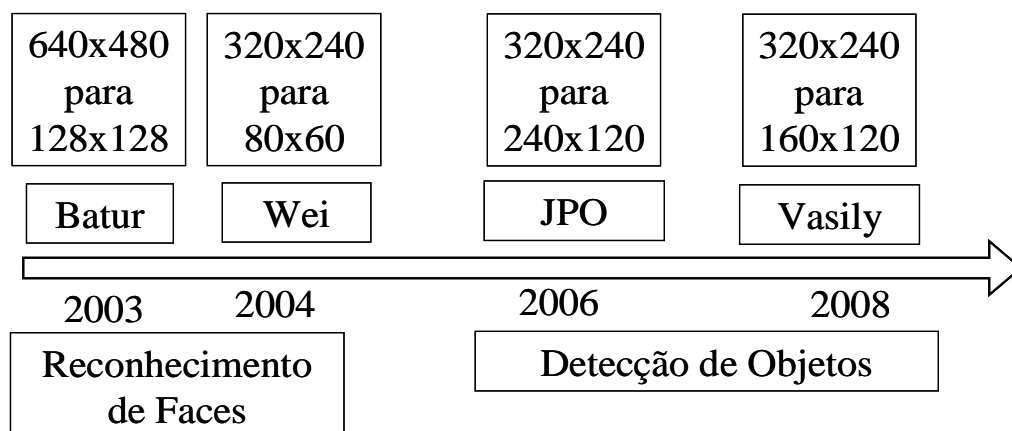 640x480
para
128x128
320x240
para
80x60
320x240
para
240x120
320x240
para
160x120
Batur
Wei
JPO
Vasily
2003
2004
2006
2008
Reconhecimento
de Faces
Detecção de Objetos